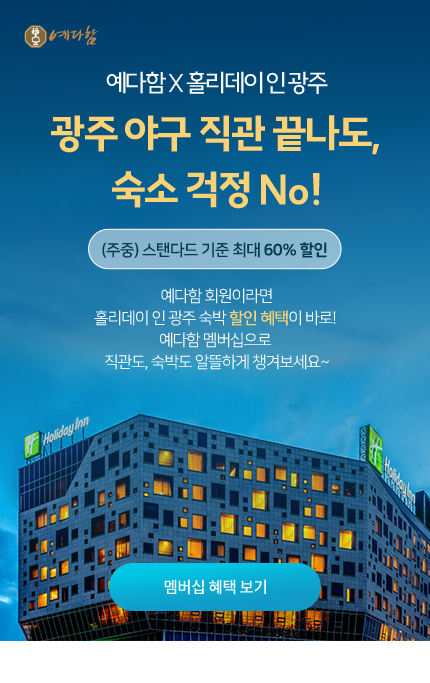 예다함
예다함 X 홀리데이 인 광주
광주 야구 직관 끝나도,
숙소 걱정 No!
(주중) 스탠다드 기준 최대 60% 할인
예다함 회원이라면
홀리데이 인 광주 숙박 할인 혜택이 바로!
예다함 멤버십으로
직관도, 숙박도 알뜰하게 챙겨보세요~
H Holiday Inn
H Holiday Inn
멤버십 혜택 보기